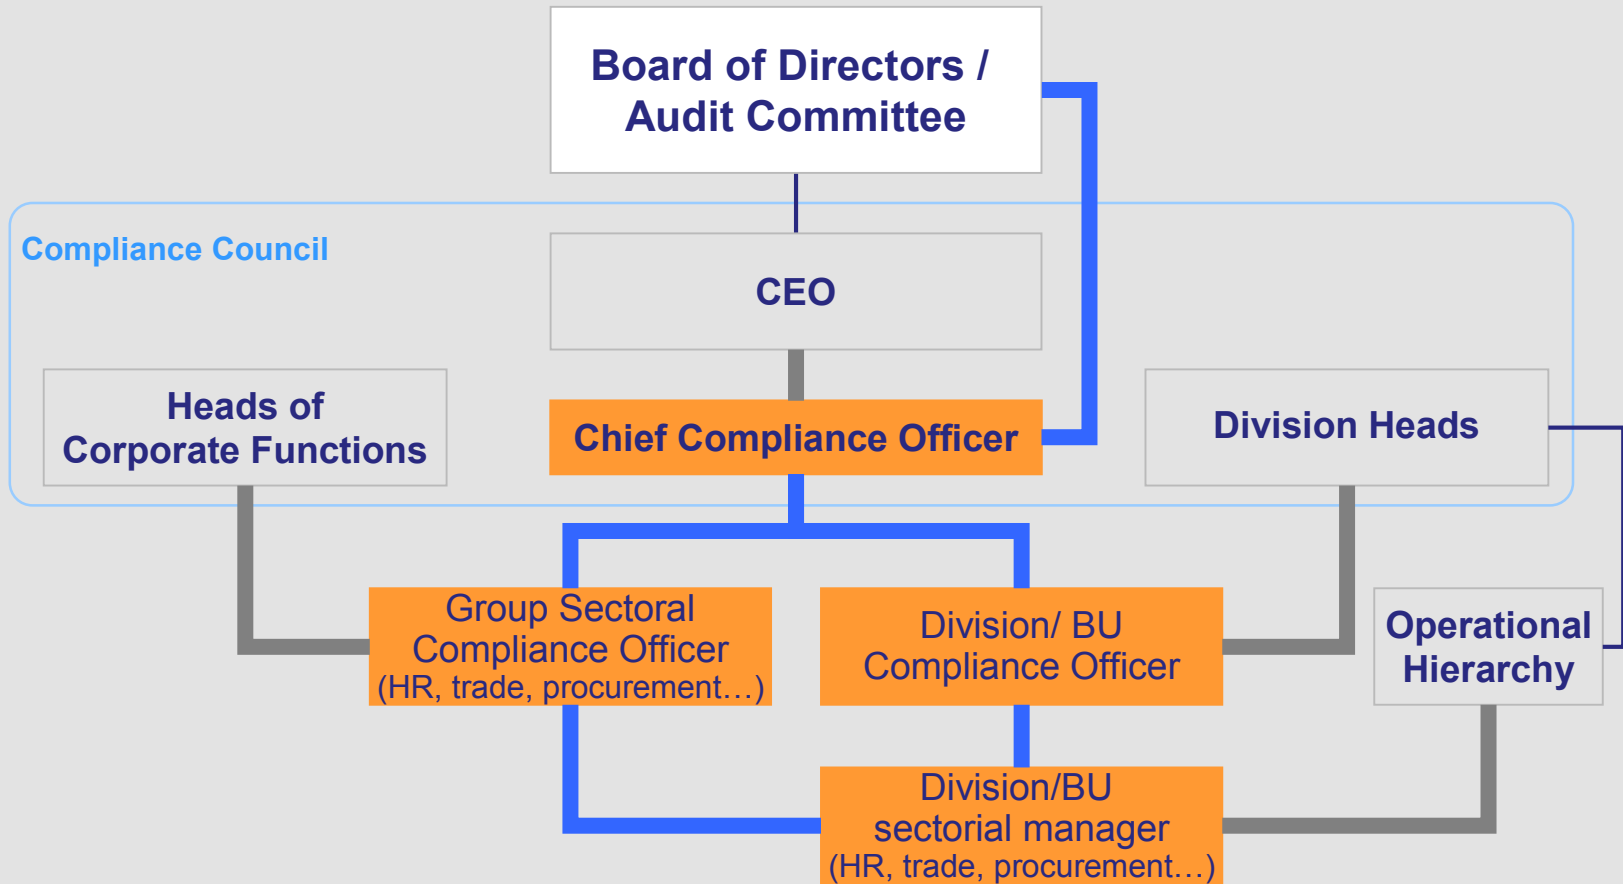 Board of Directors /
Audit Committee
Compliance Council
CEO
Heads of
Corporate Functions
Chief Compliance Officer
Division Heads
Group Sectoral
Compliance Officer
(HR, trade, procurement…)
Division/ BU
Compliance Officer
Operational
Hierarchy
Division/BU
sectorial manager
(HR, trade, procurement…)